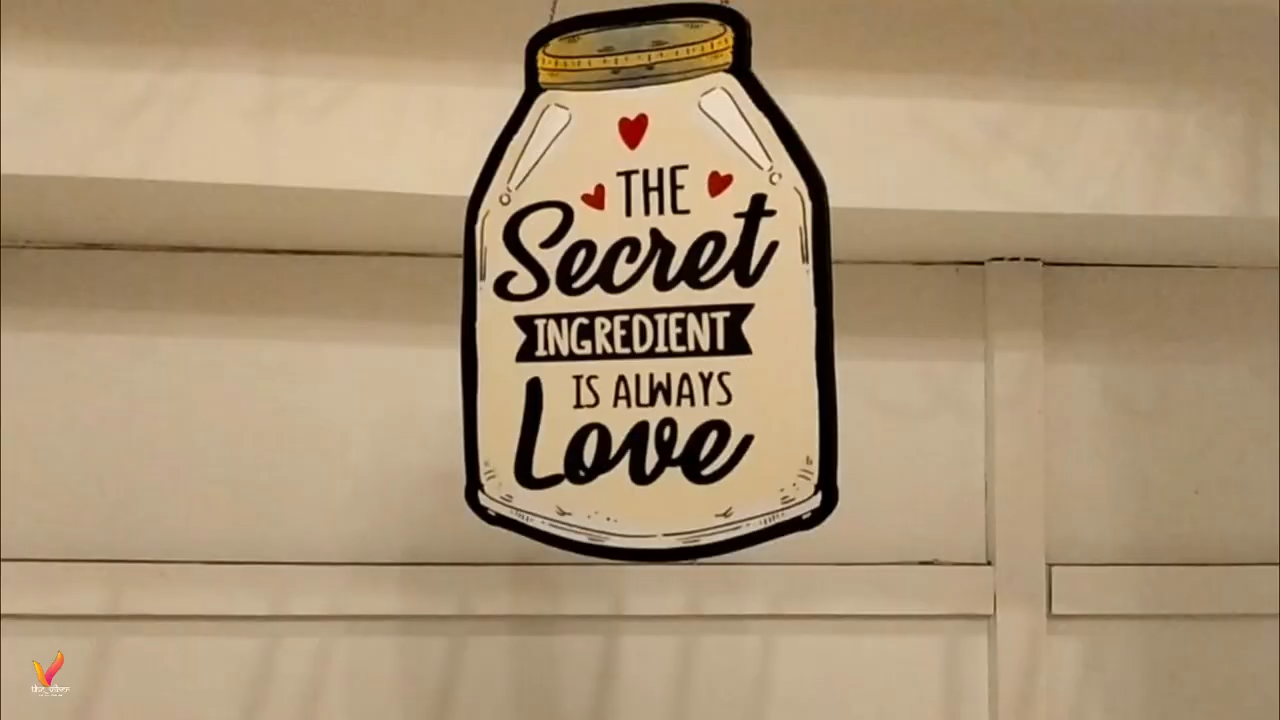 THE
Secret
INGREDIENT
IS ALWAYS
Love